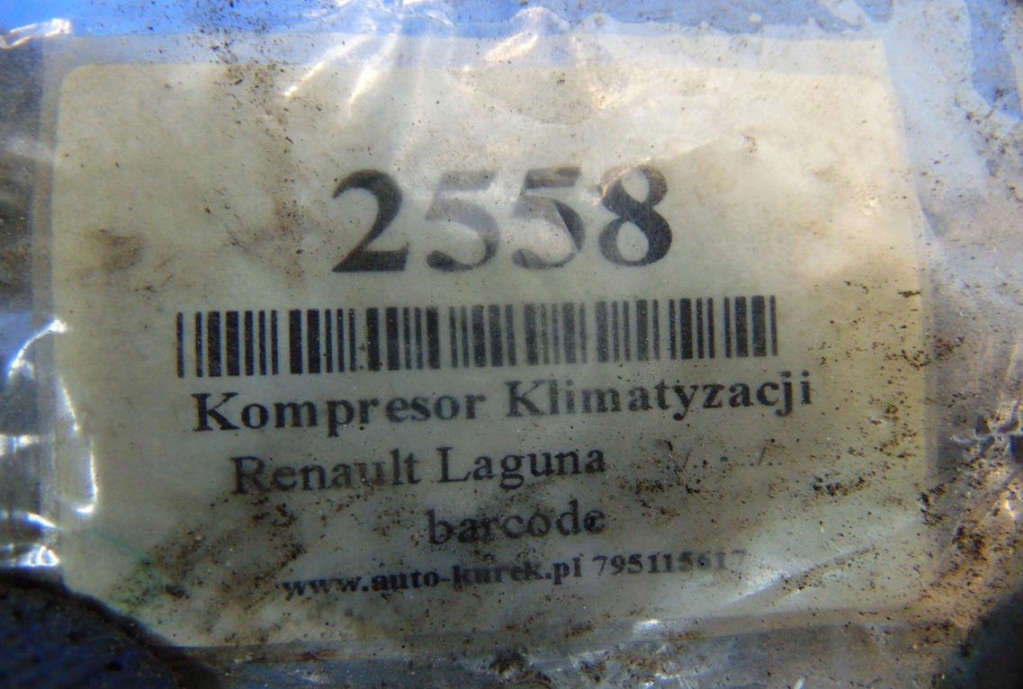 2558
Kompresor Klimatyzacji
Renault Laguna
barcode
www.auto-kurek.pl 795115617